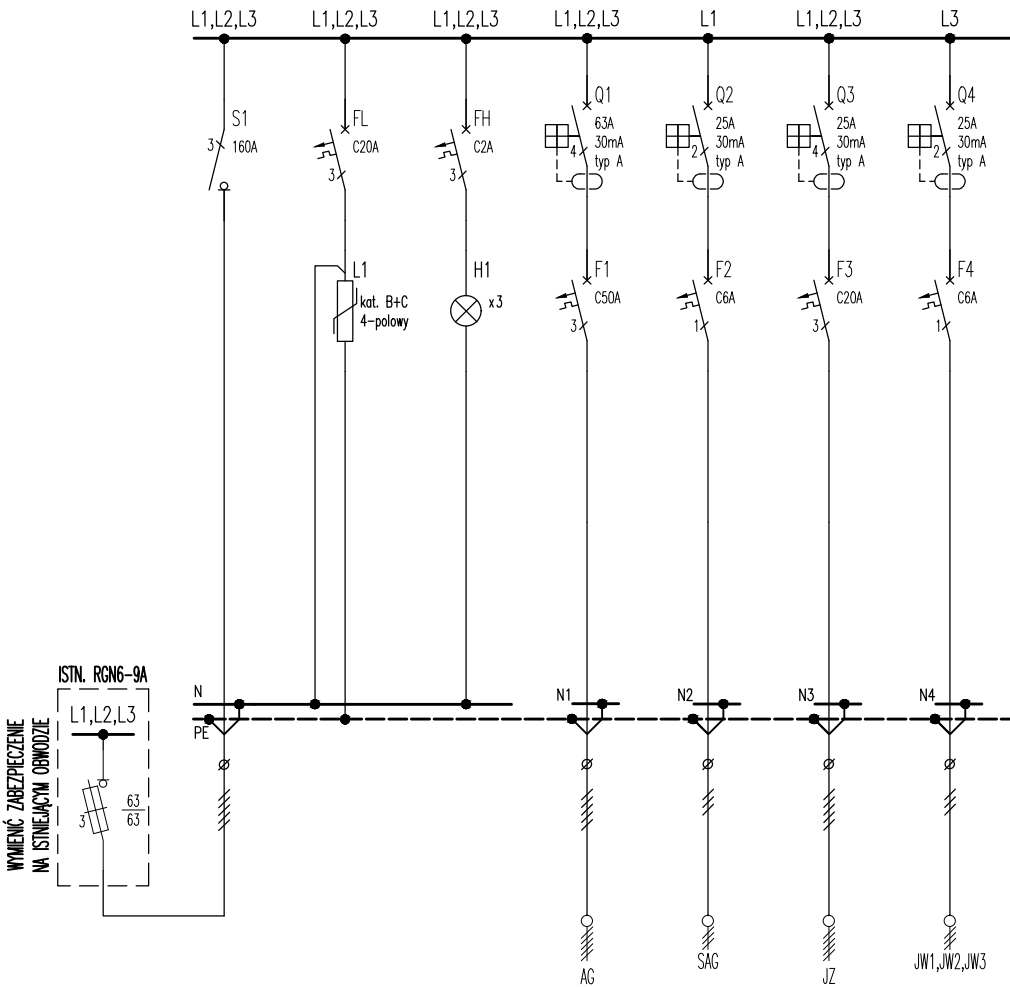 L1,L2,L3
L1,L2,L3
L1,L2,L3
L1,L2,L3
L1
L1,L2,L3
L3
S1
3
160A
FL
C20A
3
FH
C2A
3
Q1
63A
30mA
typ A
4
Q2
25A
30mA
typ A
2
Q3
25A
30mA
typ A
4
Q4
25A
30mA
typ A
2
L1
kat. B+C
4-polowy
H1
x3
F1
C50A
3
F2
C6A
1
F3
C20A
3
F4
C6A
1
N
PE
N1
N2
N3
N4
ISTN. RGN6-9A
L1,L2,L3
3
63
63
WYMIENIĆ ZABEZPIECZENIE
NA ISTNIEJĄCYM OBWODZIE
AG
SAG
JZ
JW1,JW2,JW3